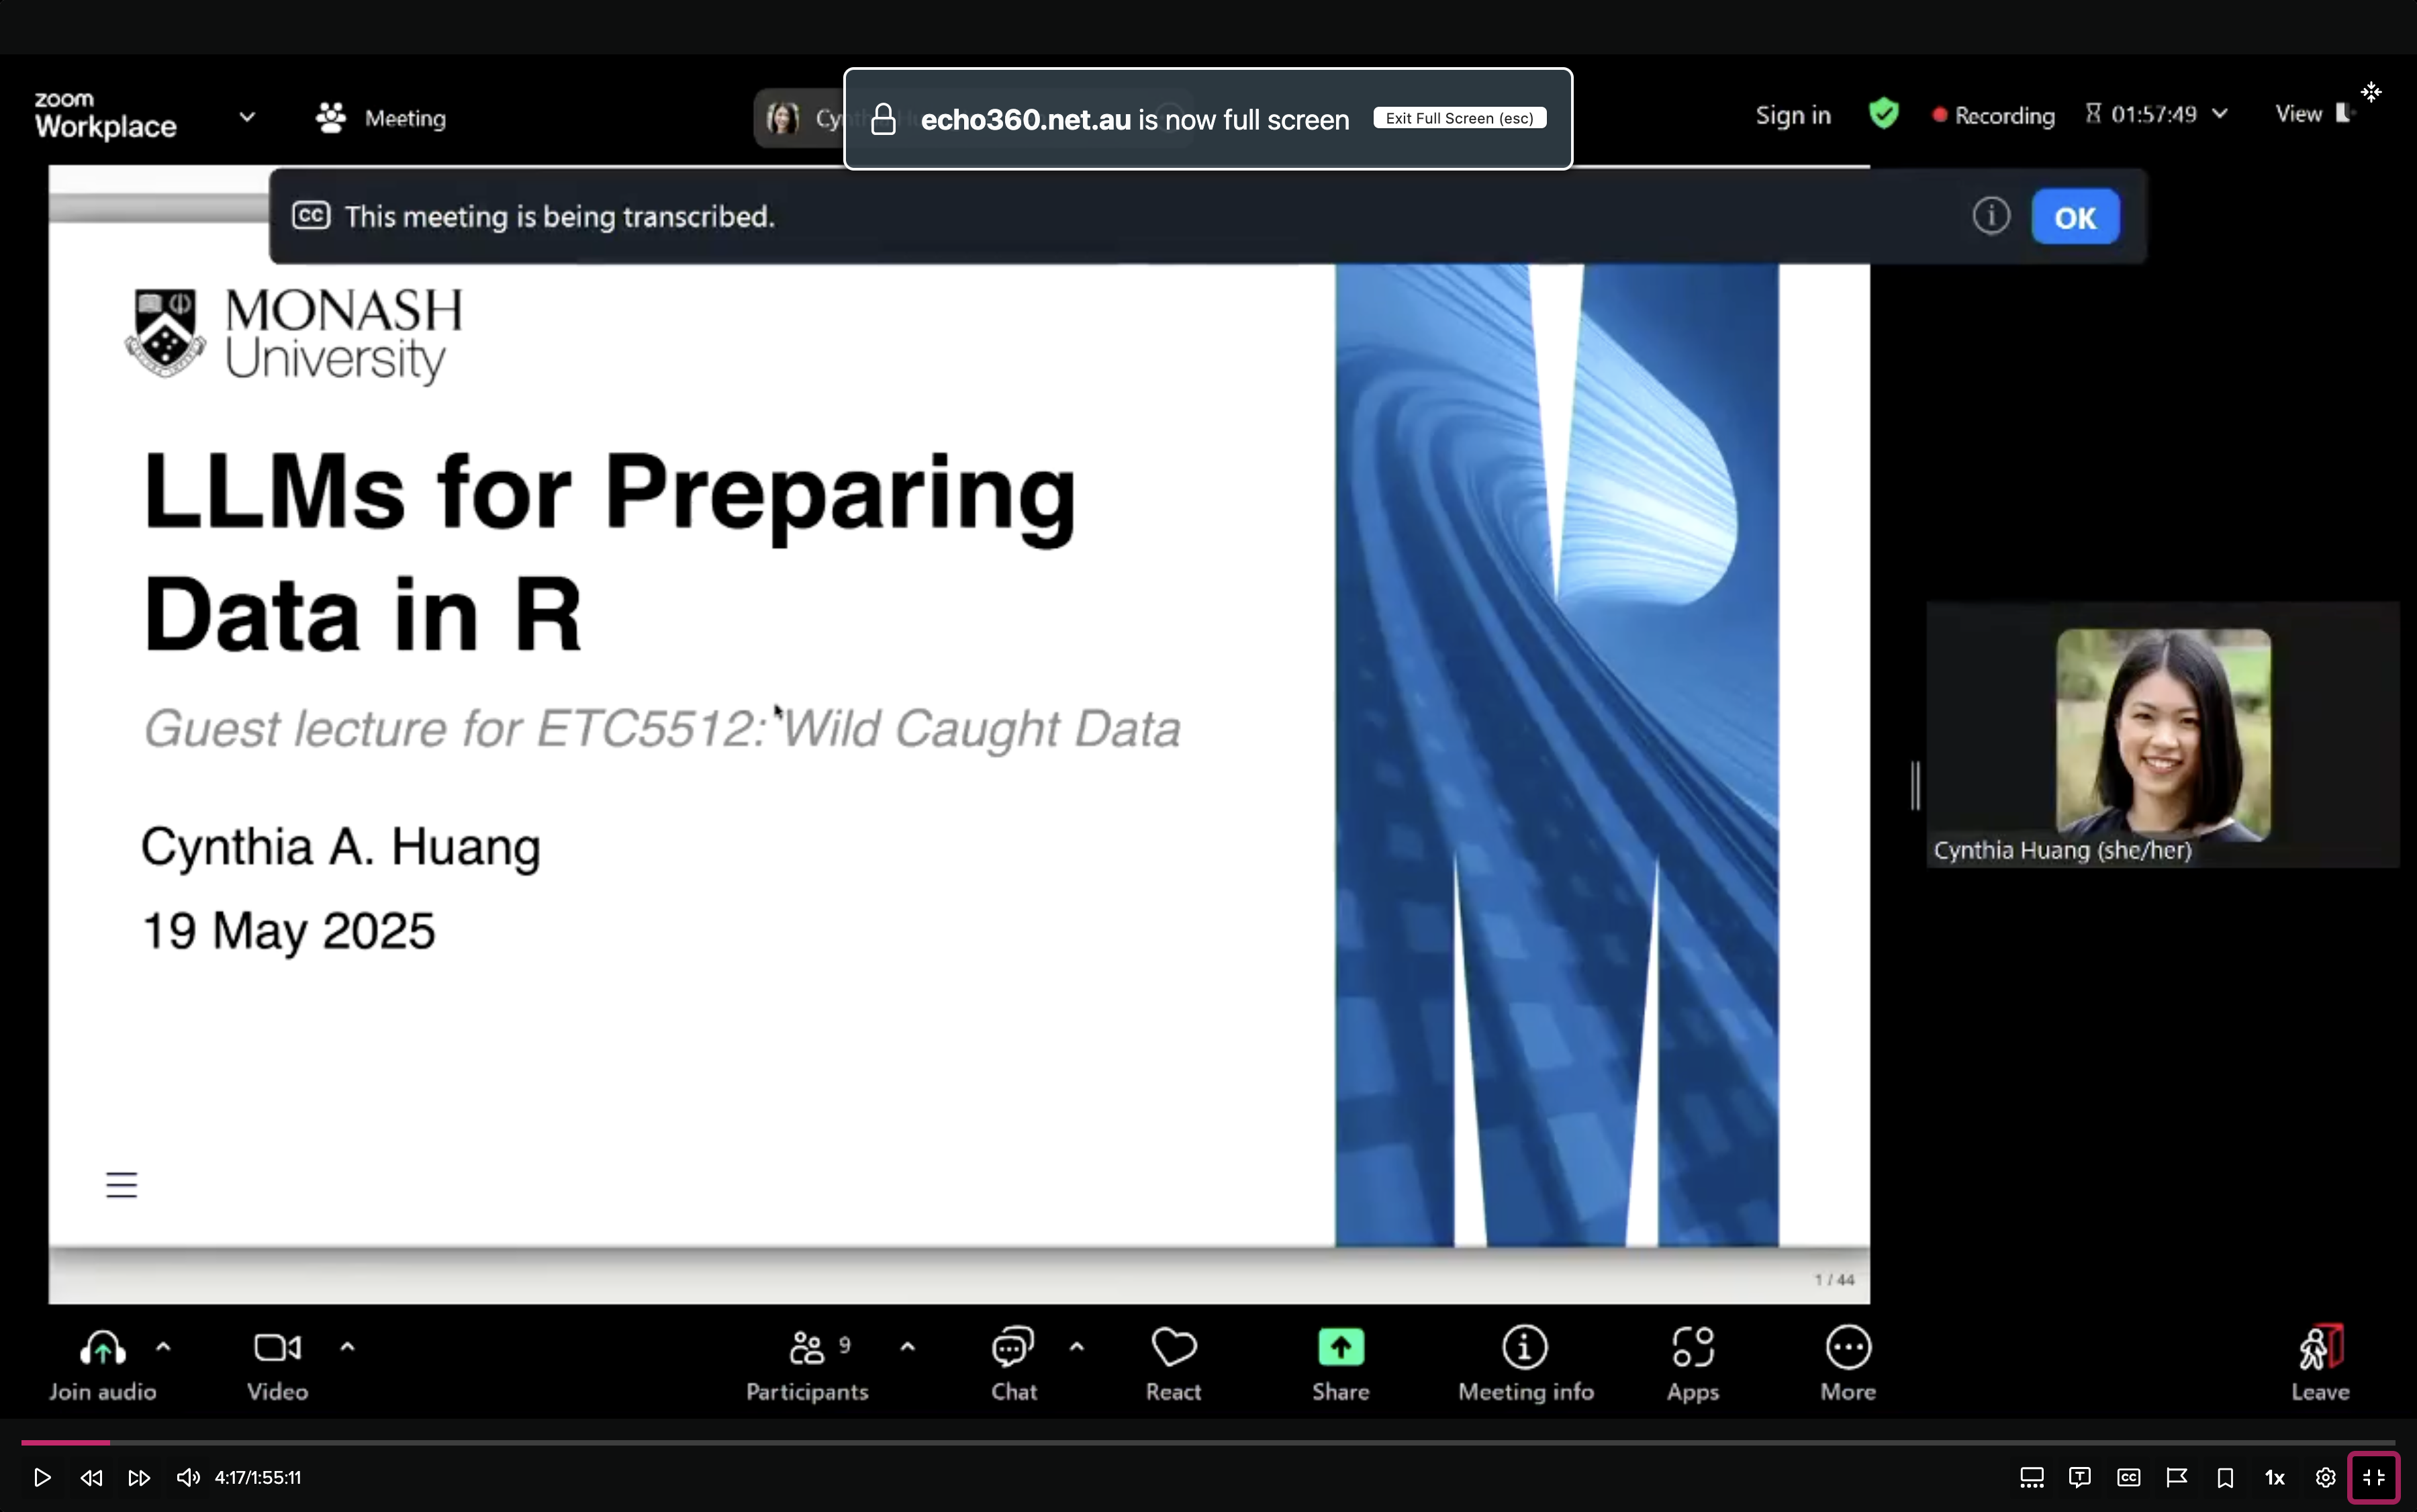 zoom
Workplace
Meeting
Cy
echo360.net.au is now full screen
Exit Full Screen (esc)
Sign in
Recording
01:57:49
View
CC This meeting is being transcribed.
OK
MONASH
University
LLMs for Preparing
Data in R
Guest lecture for ETC5512: Wild Caught Data
Cynthia A. Huang
19 May 2025
Cynthia Huang (she/her)
1 / 44
9
Join audio
Video
Participants
Chat
React
Share
Meeting info
Apps
More
Leave
4:17/1:55:11
CC
1x